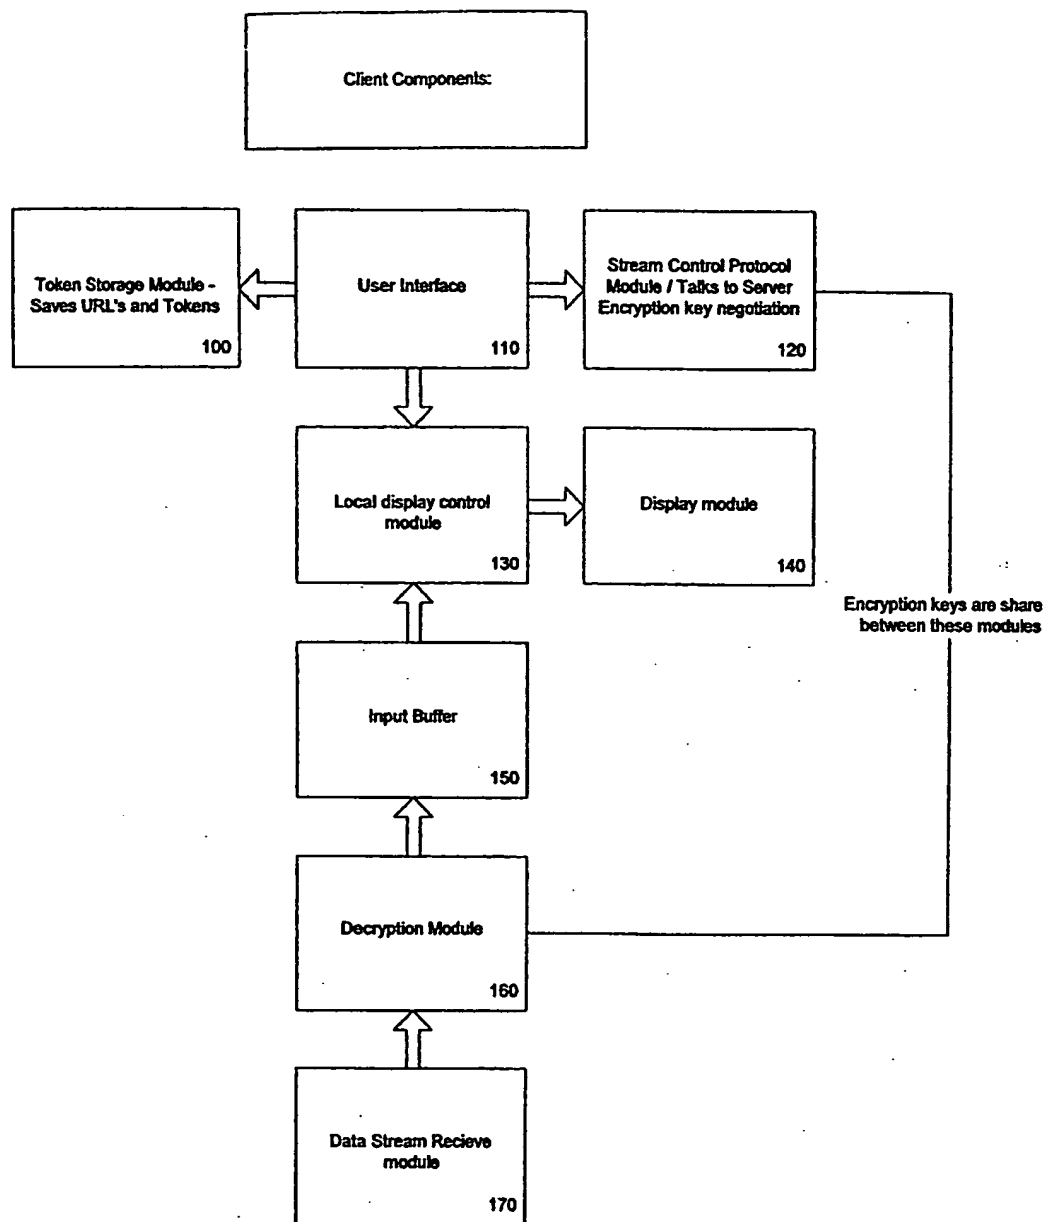 Client Components:
Token Storage Module -
Saves URL's and Tokens
100
User Interface
110
Stream Control Protocol
Module / Talks to Server
Encryption key negotiation
120
Local display control
module
130
Display module
140
Encryption keys are share
between these modules
Input Buffer
150
Decryption Module
160
Data Stream Recieve
module
170